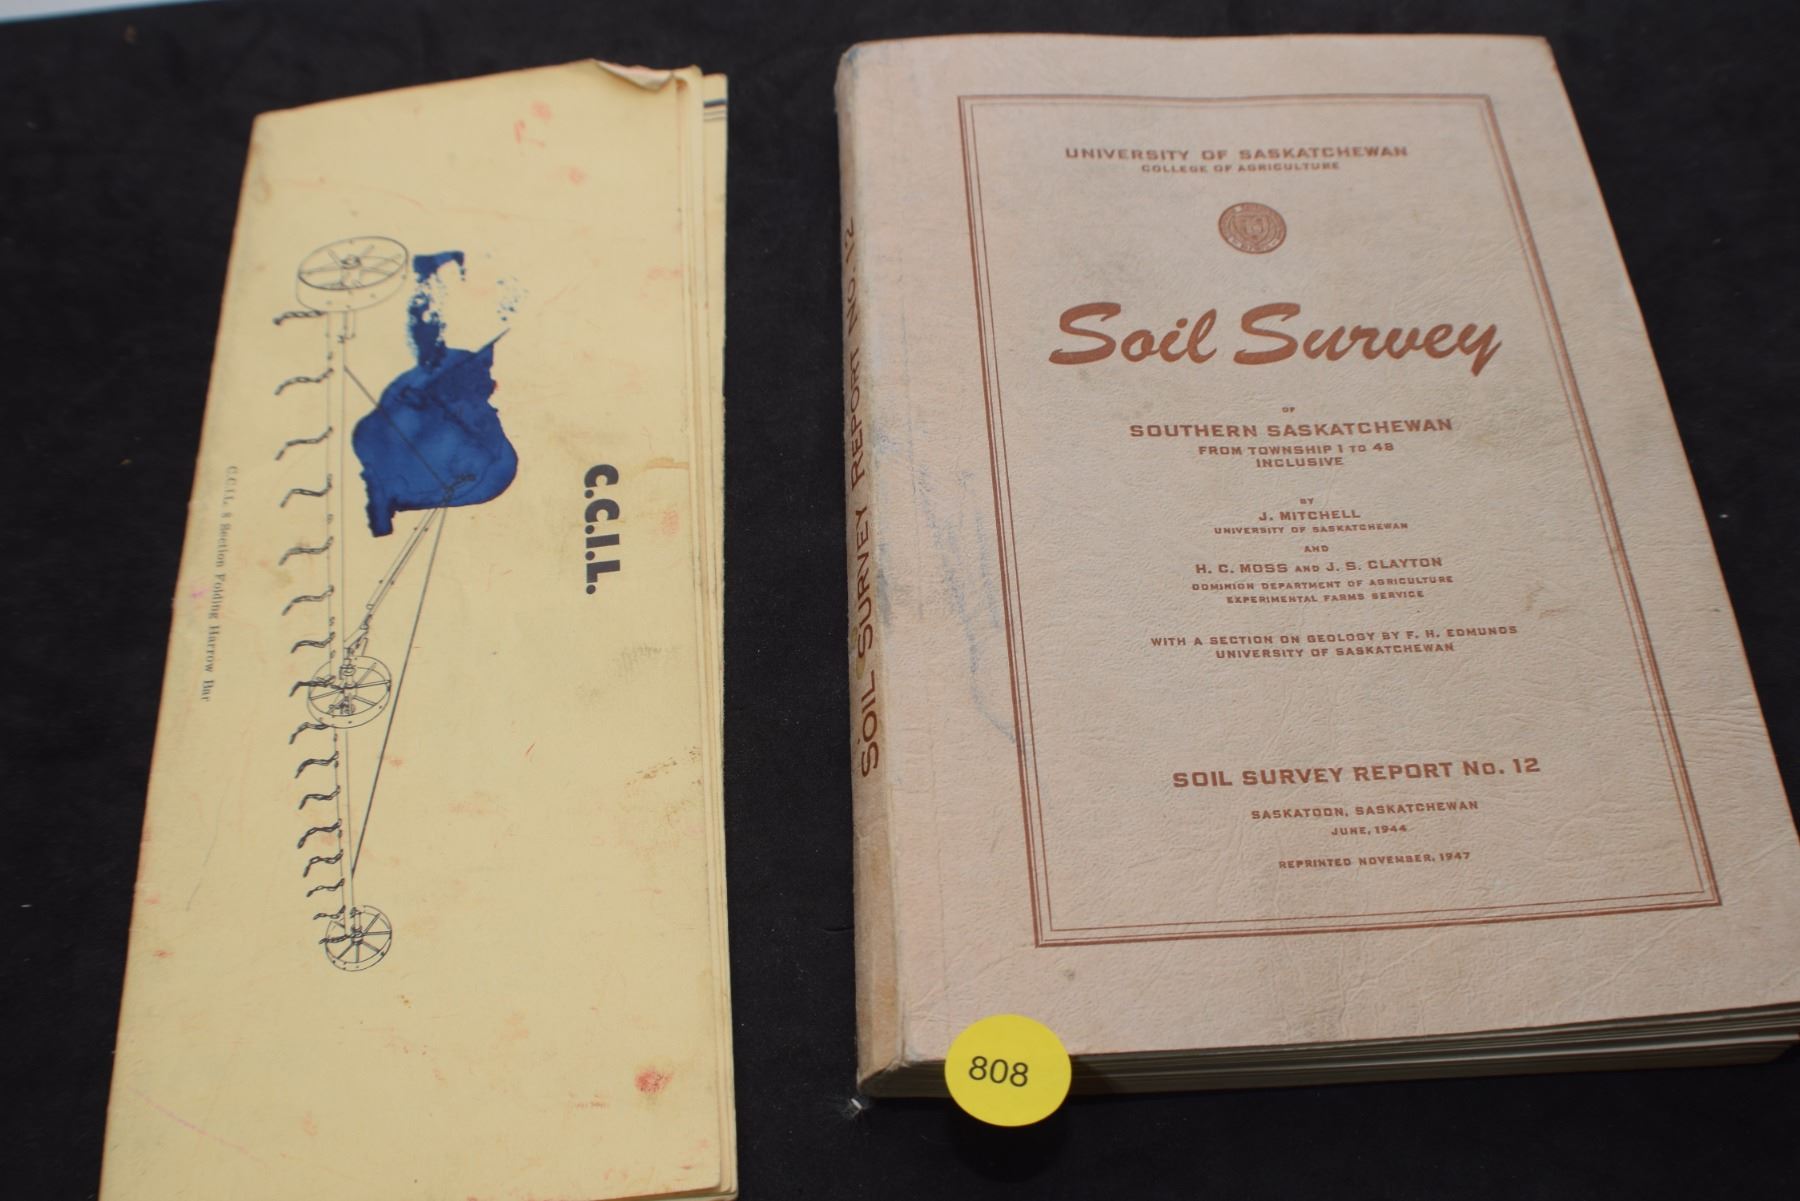 C.C.I.L.
C.C.I.L. 8 Section Folding Harrow Bar
SOIL SURVEY REPORT NO. 12
UNIVERSITY OF SASKATCHEWAN
COLLEGE OF AGRICULTURE
Soil Survey
OF
SOUTHERN SASKATCHEWAN
FROM TOWNSHIP 1 TO 48
INCLUSIVE
BY
J. MITCHELL
UNIVERSITY OF SASKATCHEWAN
AND
H. C. MOSS AND J. S. CLAYTON
DOMINION DEPARTMENT OF AGRICULTURE
EXPERIMENTAL FARMS SERVICE
WITH A SECTION ON GEOLOGY BY F. H. EDMUNDS
UNIVERSITY OF SASKATCHEWAN
SOIL SURVEY REPORT No. 12
SASKATOON, SASKATCHEWAN
JUNE, 1944
REPRINTED NOVEMBER, 1947
808